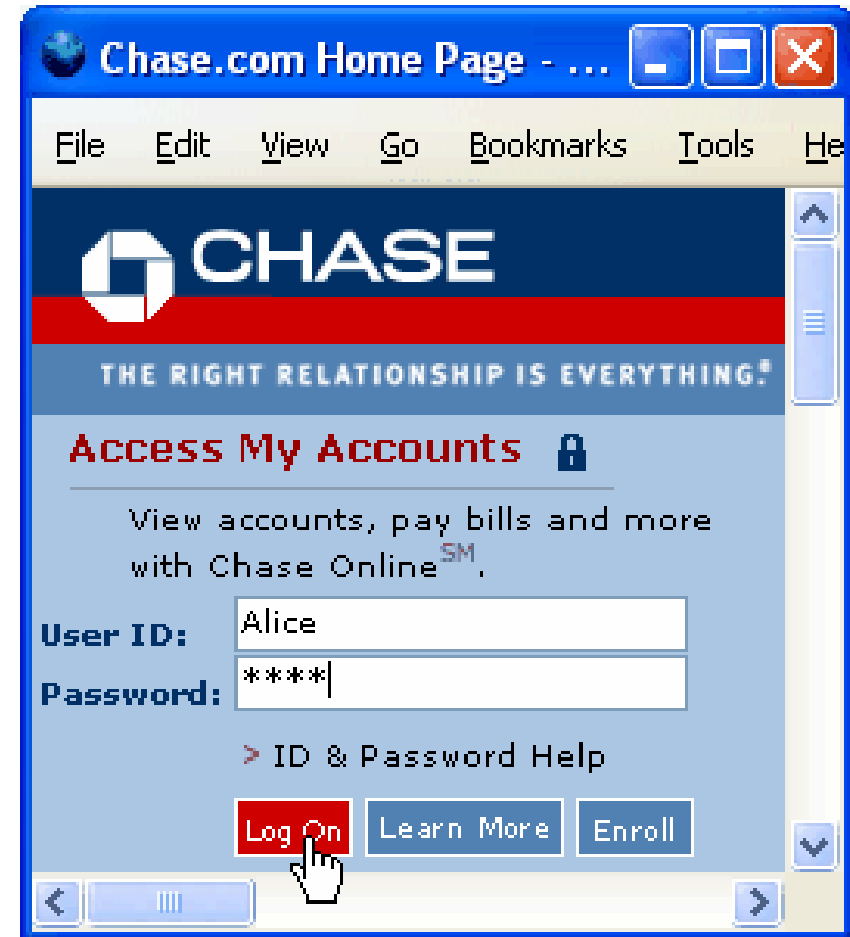 Chase.com Home Page - ...
File Edit View Go Bookmarks Tools He
CHASE
THE RIGHT RELATIONSHIP IS EVERYTHING.®
Access My Accounts
View accounts, pay bills and more
with Chase Online℠.
User ID: Alice
Password: ****
> ID & Password Help
Log On Learn More Enroll